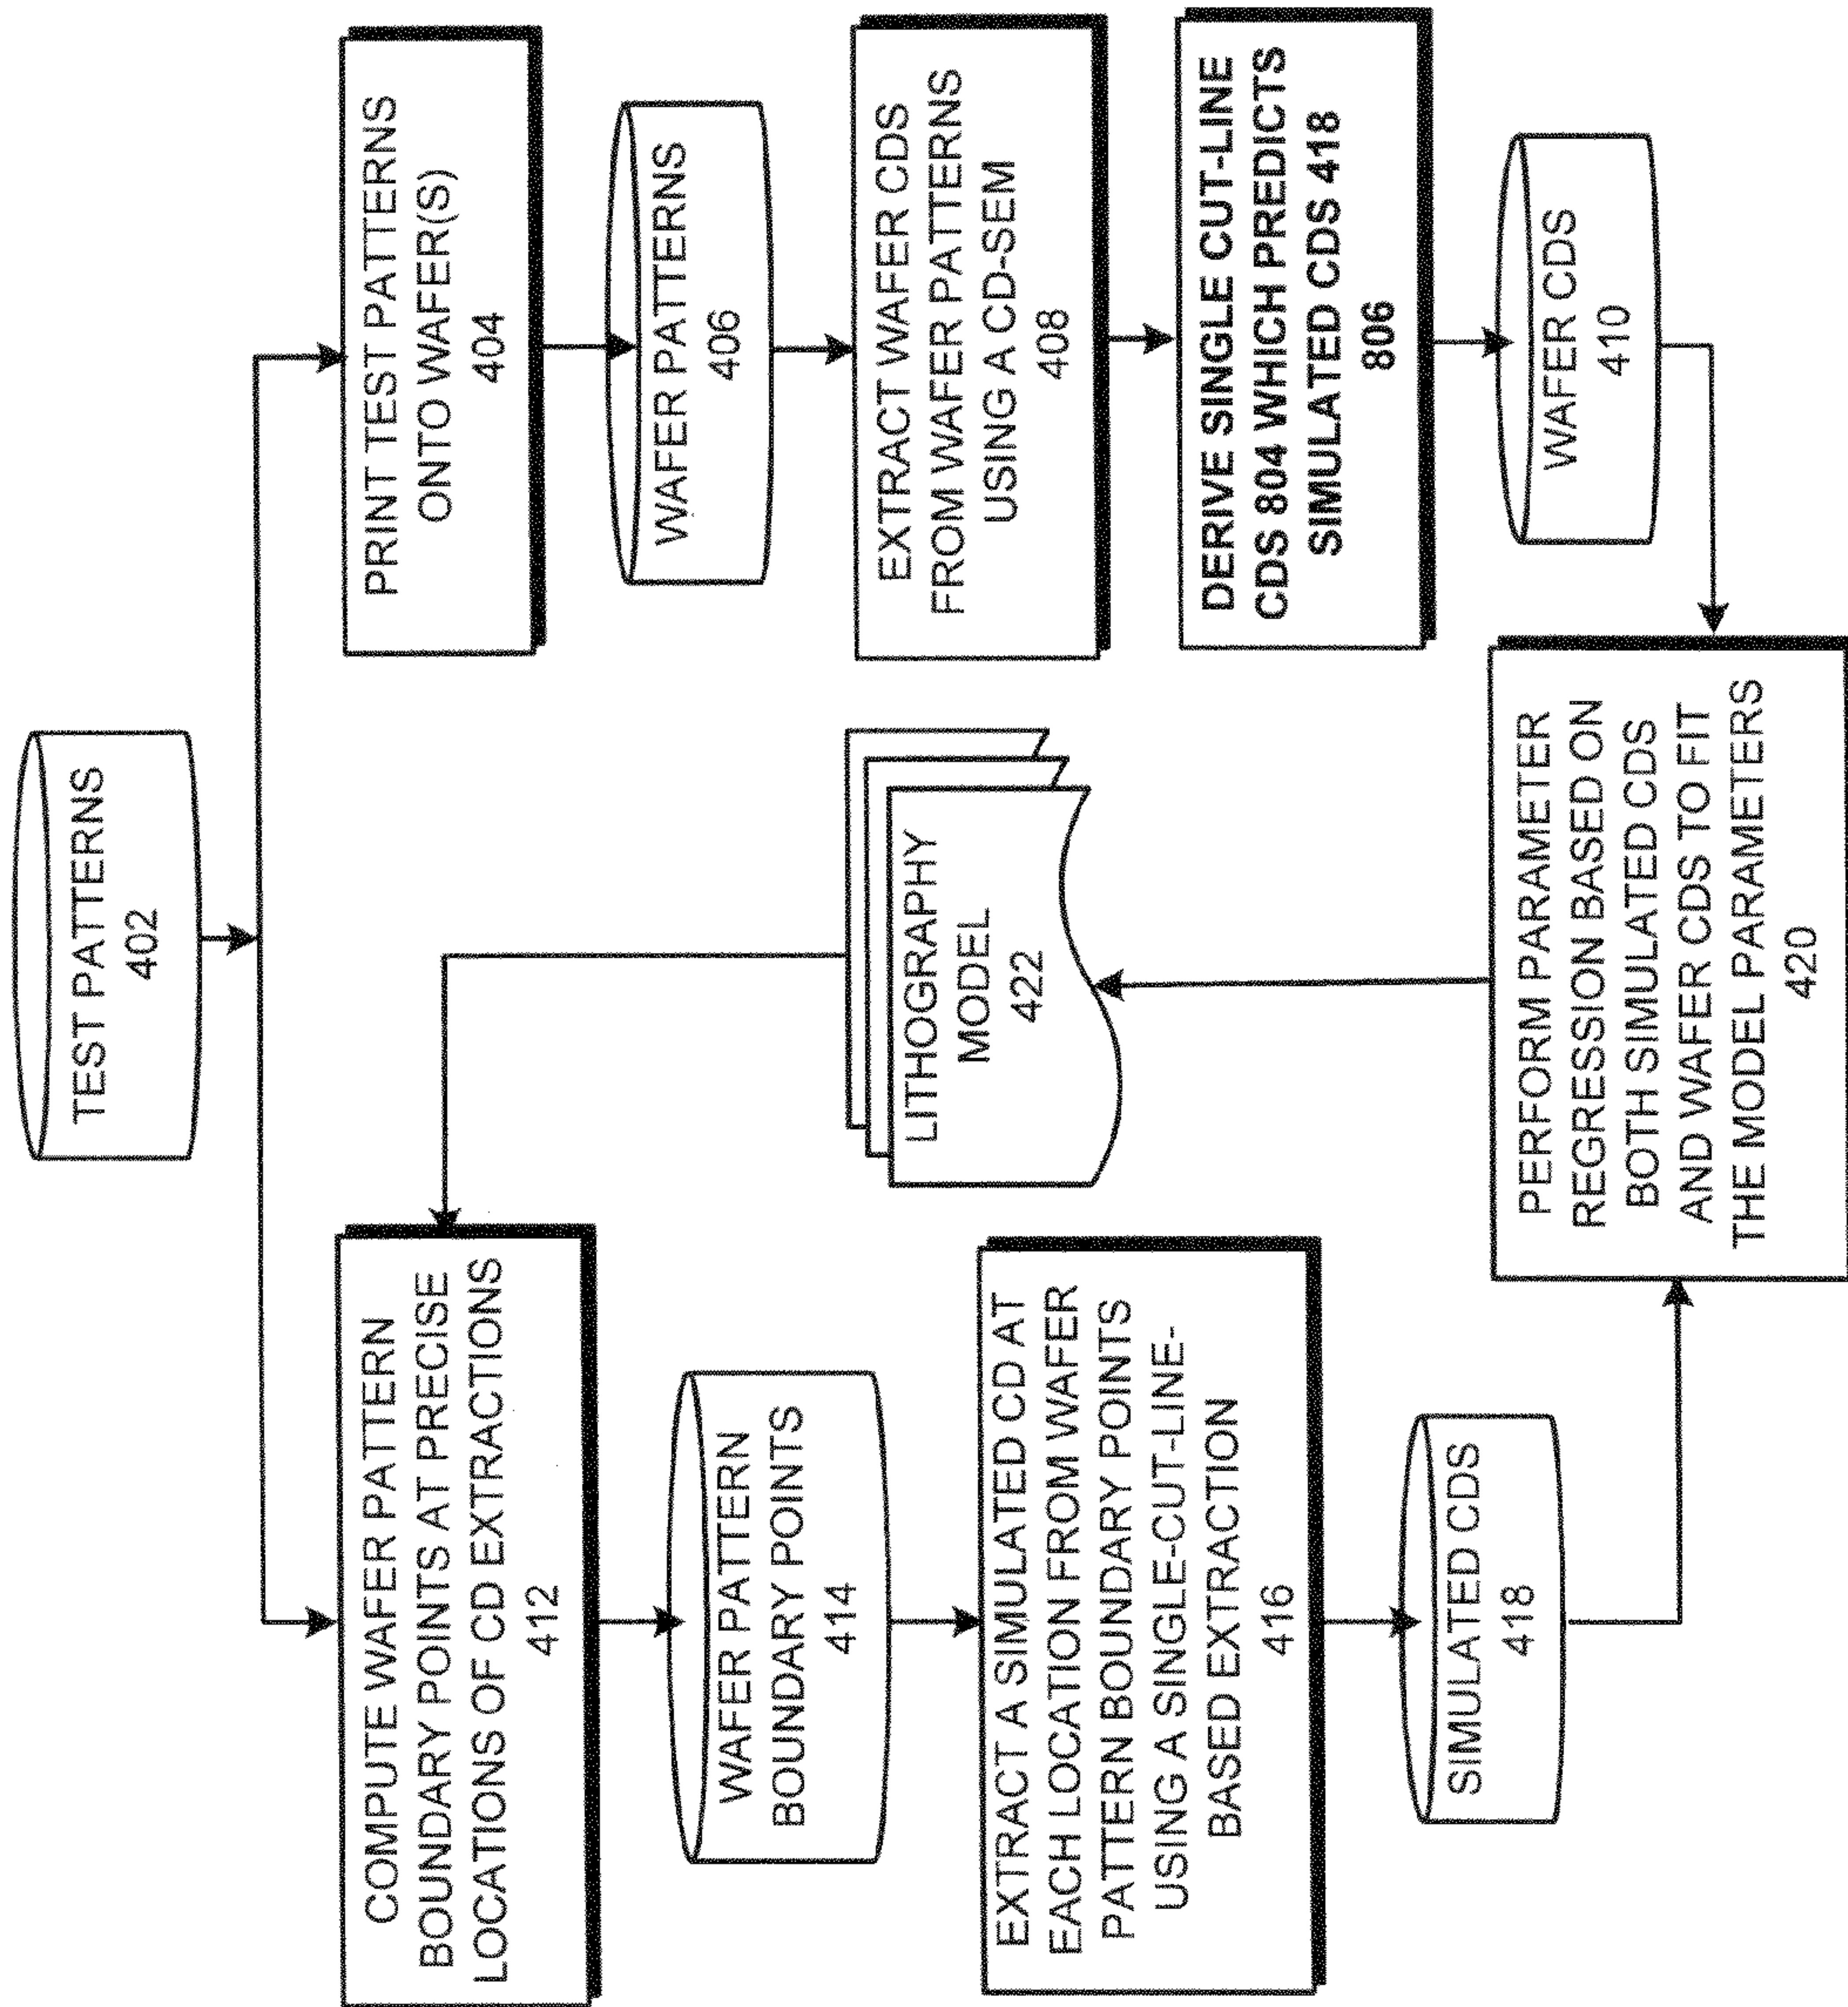 TEST PATTERNS
402
PRINT TEST PATTERNS
ONTO WAFER(S)
404
WAFER PATTERNS
406
EXTRACT WAFER CDS
FROM WAFER PATTERNS
USING A CD-SEM
408
DERIVE SINGLE CUT-LINE
CDS 804 WHICH PREDICTS
SIMULATED CDS 418
806
WAFER CDS
410
COMPUTE WAFER PATTERN
BOUNDARY POINTS AT PRECISE
LOCATIONS OF CD EXTRACTIONS
412
WAFER PATTERN
BOUNDARY POINTS
414
EXTRACT A SIMULATED CD AT
EACH LOCATION FROM WAFER
PATTERN BOUNDARY POINTS
USING A SINGLE-CUT-LINE-
BASED EXTRACTION
416
SIMULATED CDS
418
LITHOGRAPHY
MODEL
422
PERFORM PARAMETER
REGRESSION BASED ON
BOTH SIMULATED CDS
AND WAFER CDS TO FIT
THE MODEL PARAMETERS
420